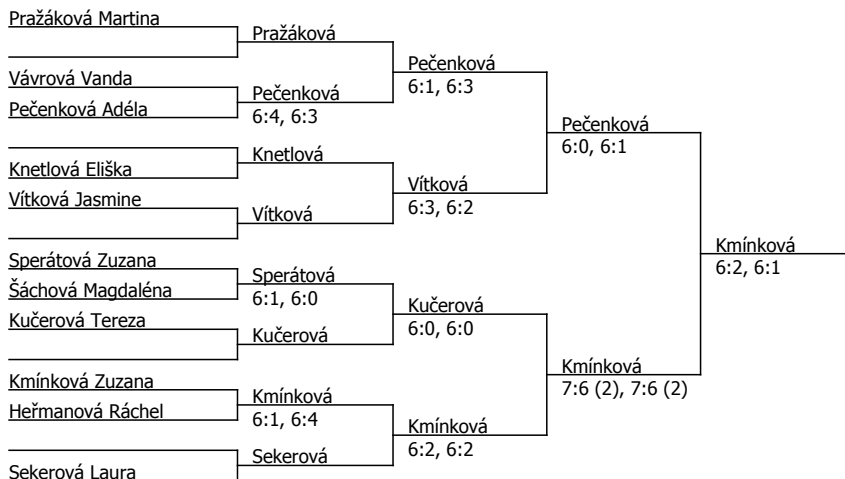 Pražáková Martina
Vávrová Vanda
Pečenková Adéla
Knetlová Eliška
Vítková Jasmine
Sperátová Zuzana
Šáchová Magdaléna
Kučerová Tereza
Kmínková Zuzana
Heřmanová Ráchel
Sekerová Laura
Pražáková
Pečenková
6:4, 6:3
Knetlová
Vítková
Sperátová
6:1, 6:0
Kučerová
Kmínková
6:1, 6:4
Sekerová
Pečenková
6:1, 6:3
Vítková
6:3, 6:2
Kučerová
6:0, 6:0
Kmínková
6:2, 6:2
Pečenková
6:0, 6:1
Kmínková
7:6 (2), 7:6 (2)
Kmínková
6:2, 6:1